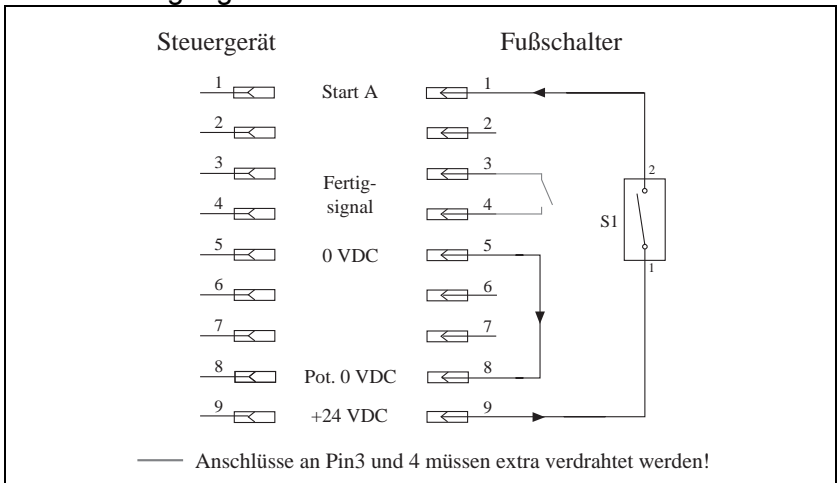 Steuergerät Fußschalter
1 Start A 1
2 2
3 3 2
Fertig-
signal
4 4 S1
5 0 VDC 5 1
6 6
7 7
8 Pot. 0 VDC 8
9 +24 VDC 9
Anschlüsse an Pin3 und 4 müssen extra verdrahtet werden!